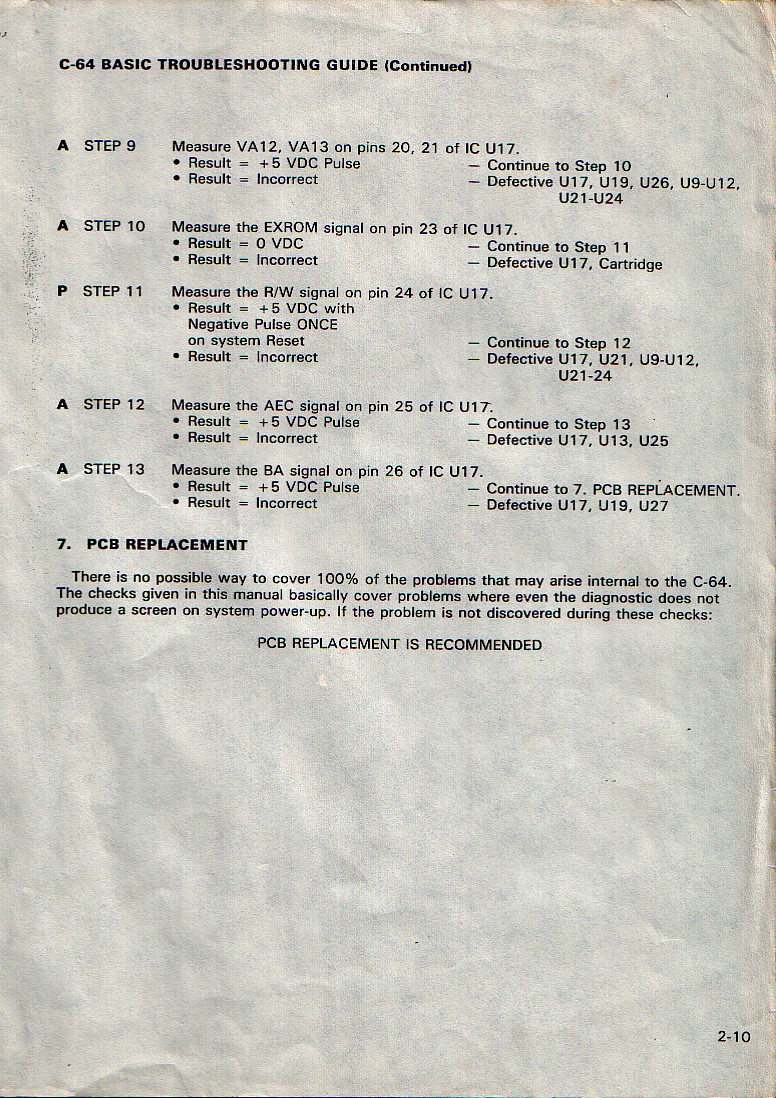 C-64 BASIC TROUBLESHOOTING GUIDE (Continued)
A STEP 9 Measure VA12, VA13 on pins 20, 21 of IC U17.
• Result = +5 VDC Pulse — Continue to Step 10
• Result = Incorrect — Defective U17, U19, U26, U9-U12,
U21-U24
A STEP 10 Measure the EXROM signal on pin 23 of IC U17.
• Result = 0 VDC — Continue to Step 11
• Result = Incorrect — Defective U17, Cartridge
P STEP 11 Measure the R/W signal on pin 24 of IC U17.
• Result = +5 VDC with
Negative Pulse ONCE
on system Reset — Continue to Step 12
• Result = Incorrect — Defective U17, U21, U9-U12,
U21-24
A STEP 12 Measure the AEC signal on pin 25 of IC U17.
• Result = +5 VDC Pulse — Continue to Step 13
• Result = Incorrect — Defective U17, U13, U25
A STEP 13 Measure the BA signal on pin 26 of IC U17.
• Result = +5 VDC Pulse — Continue to 7. PCB REPLACEMENT.
• Result = Incorrect — Defective U17, U19, U27
7. PCB REPLACEMENT
There is no possible way to cover 100% of the problems that may arise internal to the C-64.
The checks given in this manual basically cover problems where even the diagnostic does not
produce a screen on system power-up. If the problem is not discovered during these checks:
PCB REPLACEMENT IS RECOMMENDED
2-10